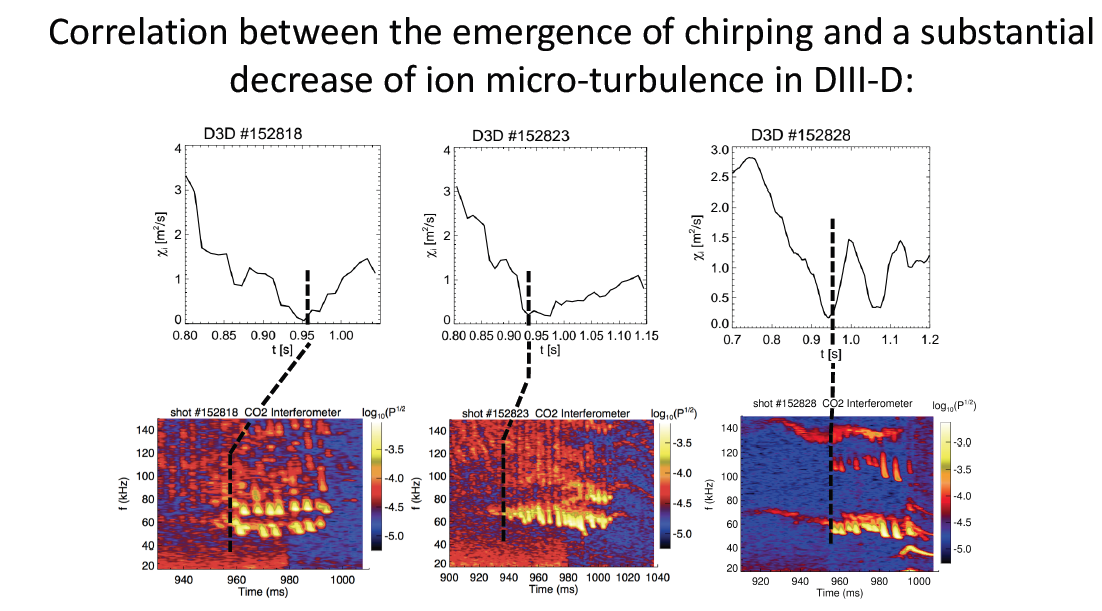 Correlation between the emergence of chirping and a substantial
decrease of ion micro-turbulence in DIII-D:
D3D #152818
4
3
2
1
0
χi [m²/s]
0.80 0.85 0.90 0.95 1.00
t [s]
D3D #152823
4
3
2
1
0
χi [m²/s]
0.80 0.85 0.90 0.95 1.00 1.05 1.10 1.15
t [s]
D3D #152828
3.0
2.5
2.0
1.5
1.0
0.5
0.0
χi [m²/s]
0.7 0.8 0.9 1.0 1.1 1.2
t [s]
shot #152818 CO2 Interferometer
log10(P1/2
140
120
100
80
60
40
20
f (kHz)
940 960 980 1000
Time (ms)
-3.5
-4.0
-4.5
-5.0
shot #152823 CO2 Interferometer
log10(P1/2)
140
120
100
80
60
40
20
f (kHz)
900 920 940 960 980 1000 1020 1040
Time (ms)
-3.5
-4.0
-4.5
-5.0
shot #152828 CO2 Interferometer
log10(P1/2)
140
120
100
80
60
40
20
f (kHz)
920 940 960 980 1000
Time (ms)
-3.0
-3.5
-4.0
-4.5
-5.0